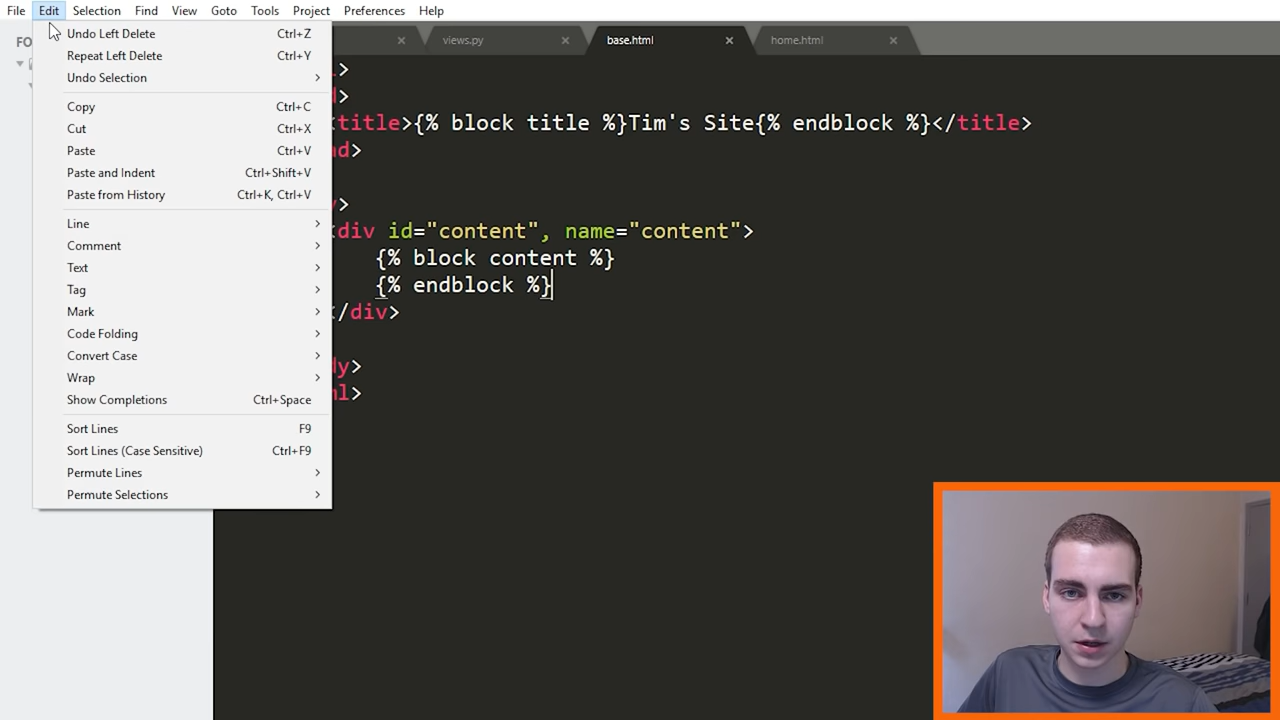 File Edit Selection Find View Goto Tools Project Preferences Help
FO
views.py base.html home.html
Undo Left Delete Ctrl+Z
Repeat Left Delete Ctrl+Y
Undo Selection
Copy Ctrl+C
Cut Ctrl+X
Paste Ctrl+V
Paste and Indent Ctrl+Shift+V
Paste from History Ctrl+K, Ctrl+V
Line
Comment
Text
Tag
Mark
Code Folding
Convert Case
Wrap
Show Completions Ctrl+Space
Sort Lines F9
Sort Lines (Case Sensitive) Ctrl+F9
Permute Lines
Permute Selections
l>
d>
title>{% block title %}Tim's Site{% endblock %}</title>
ad>
y>
div id="content", name="content">
{% block content %}
{% endblock %}
/div>
dy>
ml>